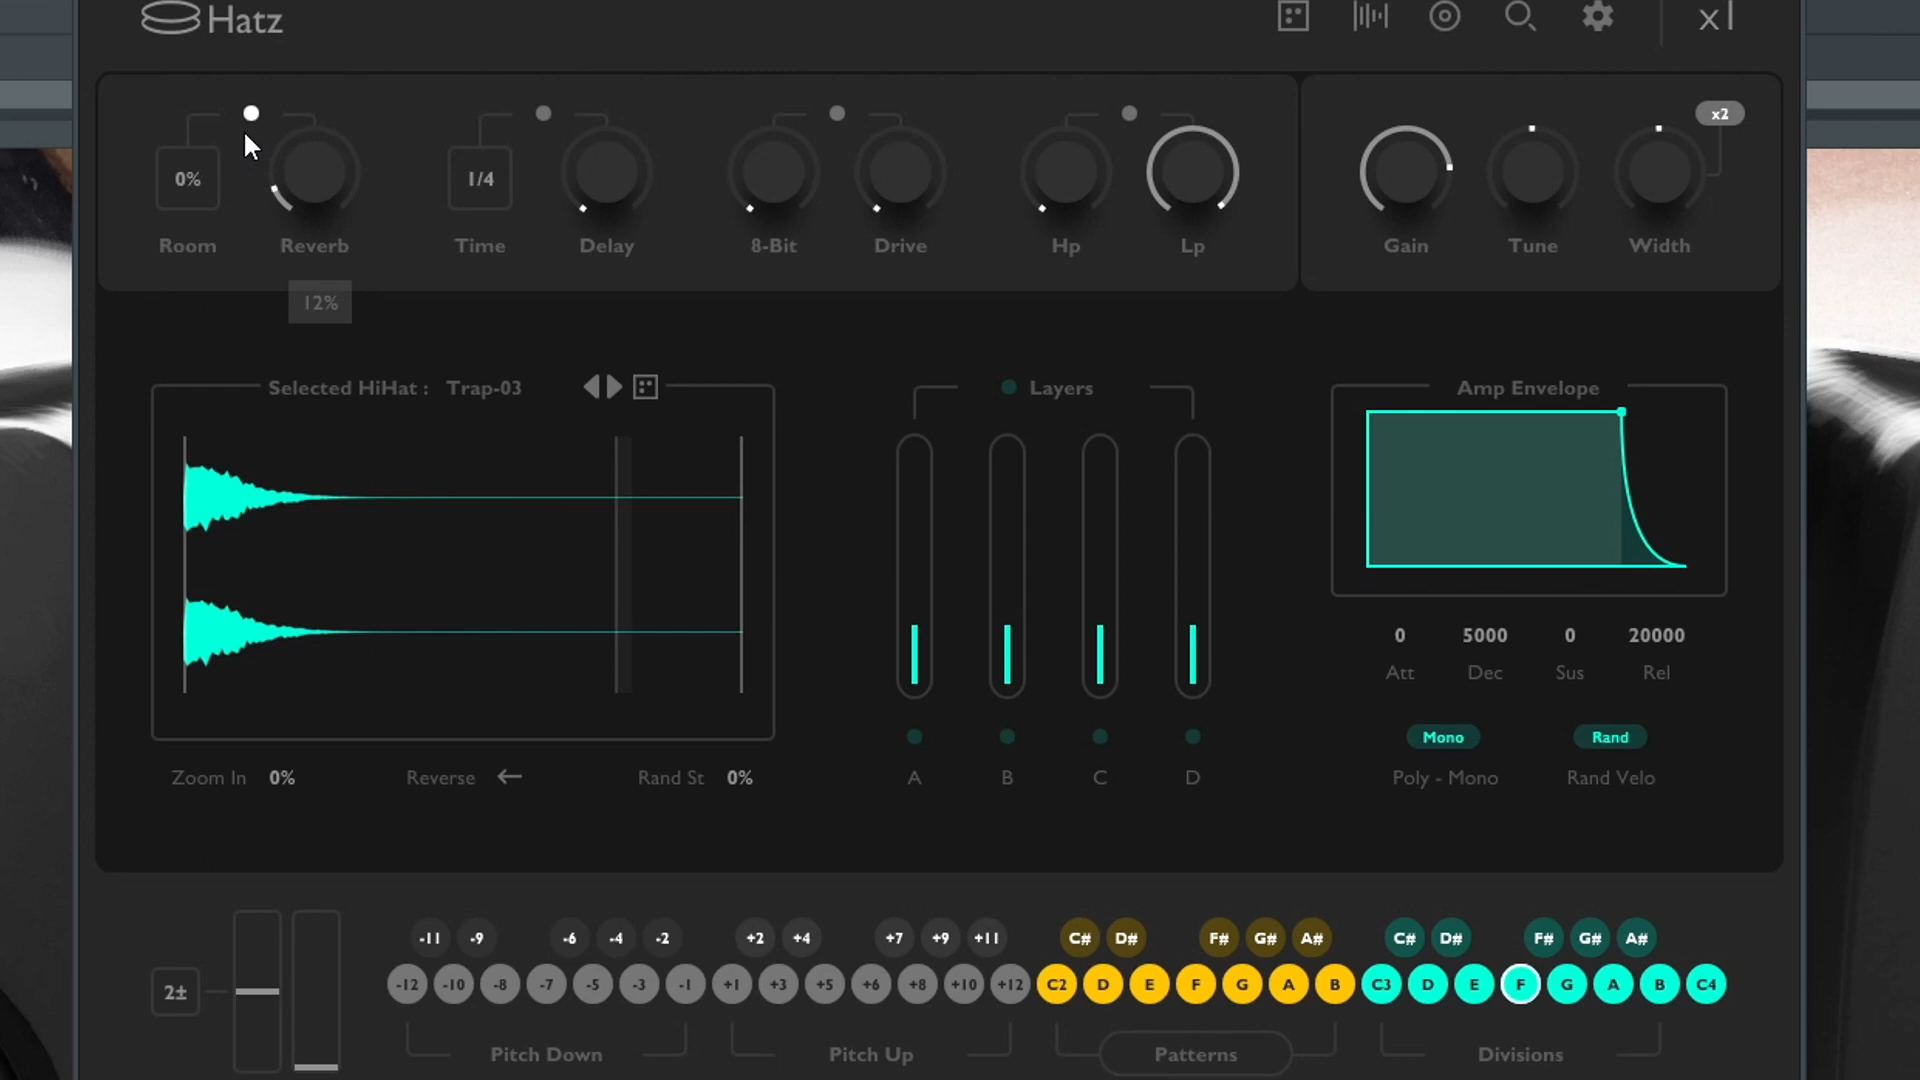 Hatz
x1
x2
0%
1/4
Room
Reverb
Time
Delay
8-Bit
Drive
Hp
Lp
Gain
Tune
Width
12%
Selected HiHat : Trap-03
Layers
Amp Envelope
0 5000 0 20000
Att Dec Sus Rel
Mono Rand
Poly - Mono Rand Velo
A B C D
Zoom In 0% Reverse Rand St 0%
-11 -9 -6 -4 -2 +2 +4 +7 +9 +11 C# D# F# G# A# C# D# F# G# A#
2± -12 -10 -8 -7 -5 -3 -1 +1 +3 +5 +6 +8 +10 +12 C2 D E F G A B C3 D E F G A B C4
Pitch Down Pitch Up Patterns Divisions